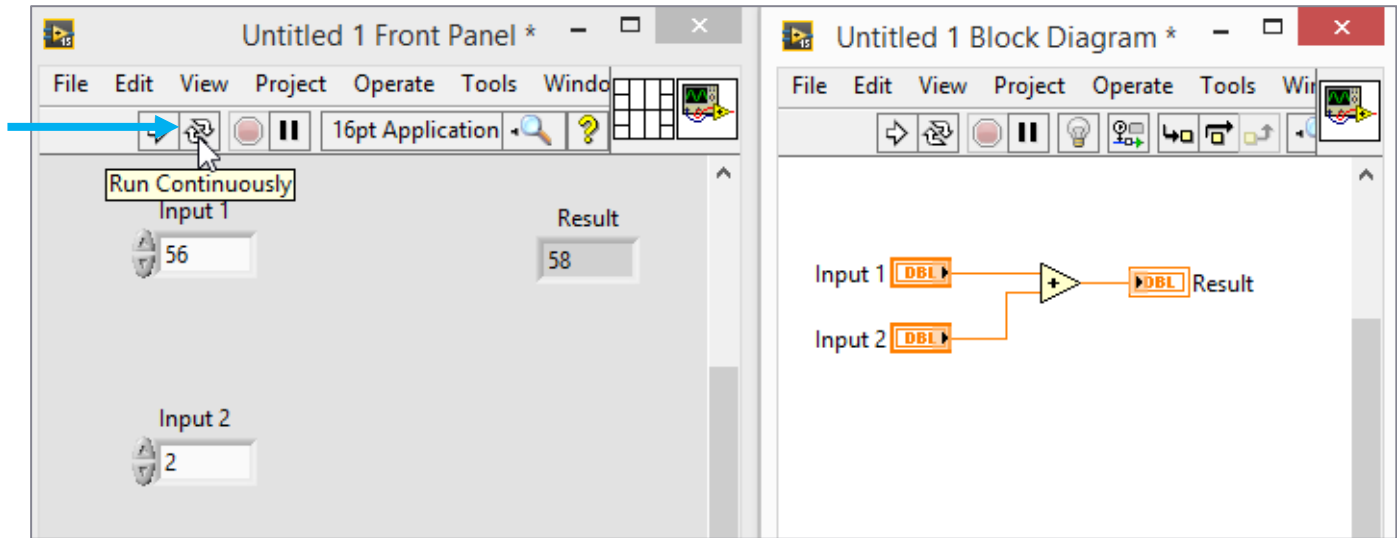 Untitled 1 Front Panel *
File Edit View Project Operate Tools Windo
16pt Application
Run Continuously
Input 1
56
Result
58
Input 2
2
Untitled 1 Block Diagram *
File Edit View Project Operate Tools Wir
Input 1 DBL
DBL Result
Input 2 DBL